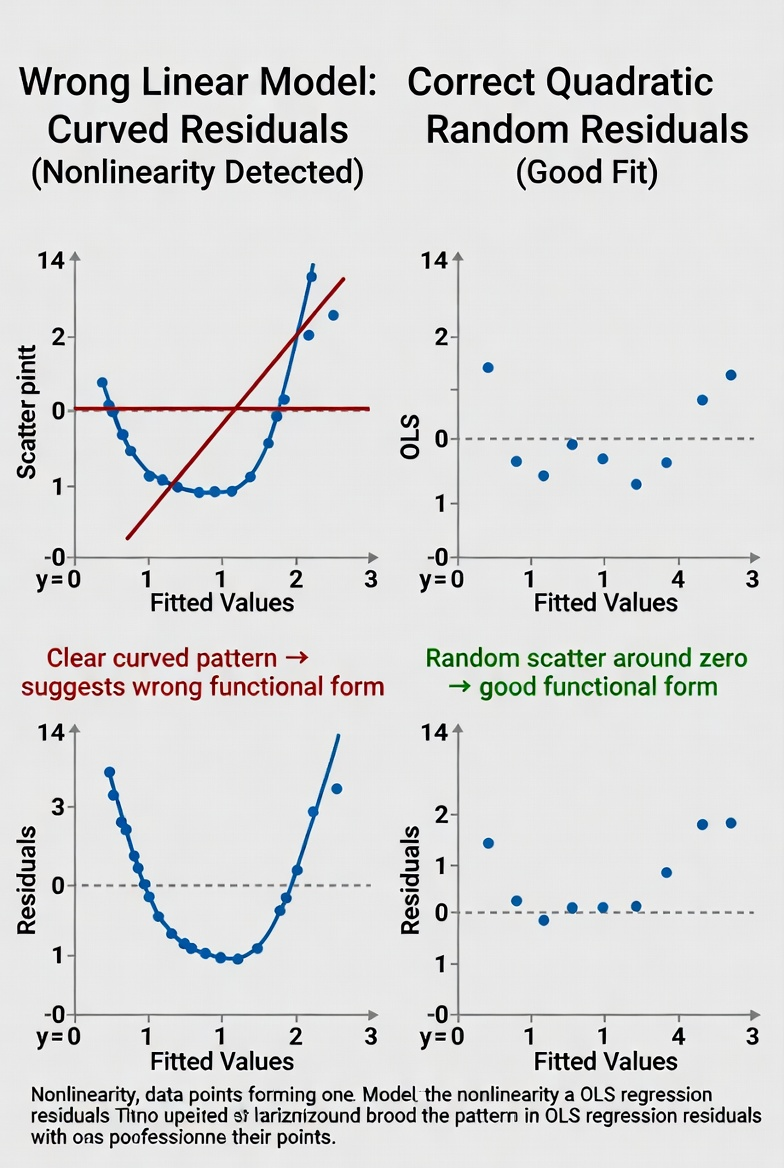 Wrong Linear Model:
Curved Residuals
(Nonlinearity Detected)
Correct Quadratic
Random Residuals
(Good Fit)
14
2
0
1
-0
Scatter pintt
y=0 1 1 2 3
Fitted Values
14
2
0
1
-0
OLS
y=0 1 1 4 3
Fitted Values
Clear curved pattern →
suggests wrong functional form
Random scatter around zero
→ good functional form
14
3
0
1
-0
Residuals
y=0 1 1 2 3
Fitted Values
14
2
1
0
1
-0
Residuals
y=0 1 1 4 3
Fitted Values
Nonlinearity, data points forming one. Model. the nonlinearity a OLS regression
residuals brood the pattern in OLS regression residuals
with their points.